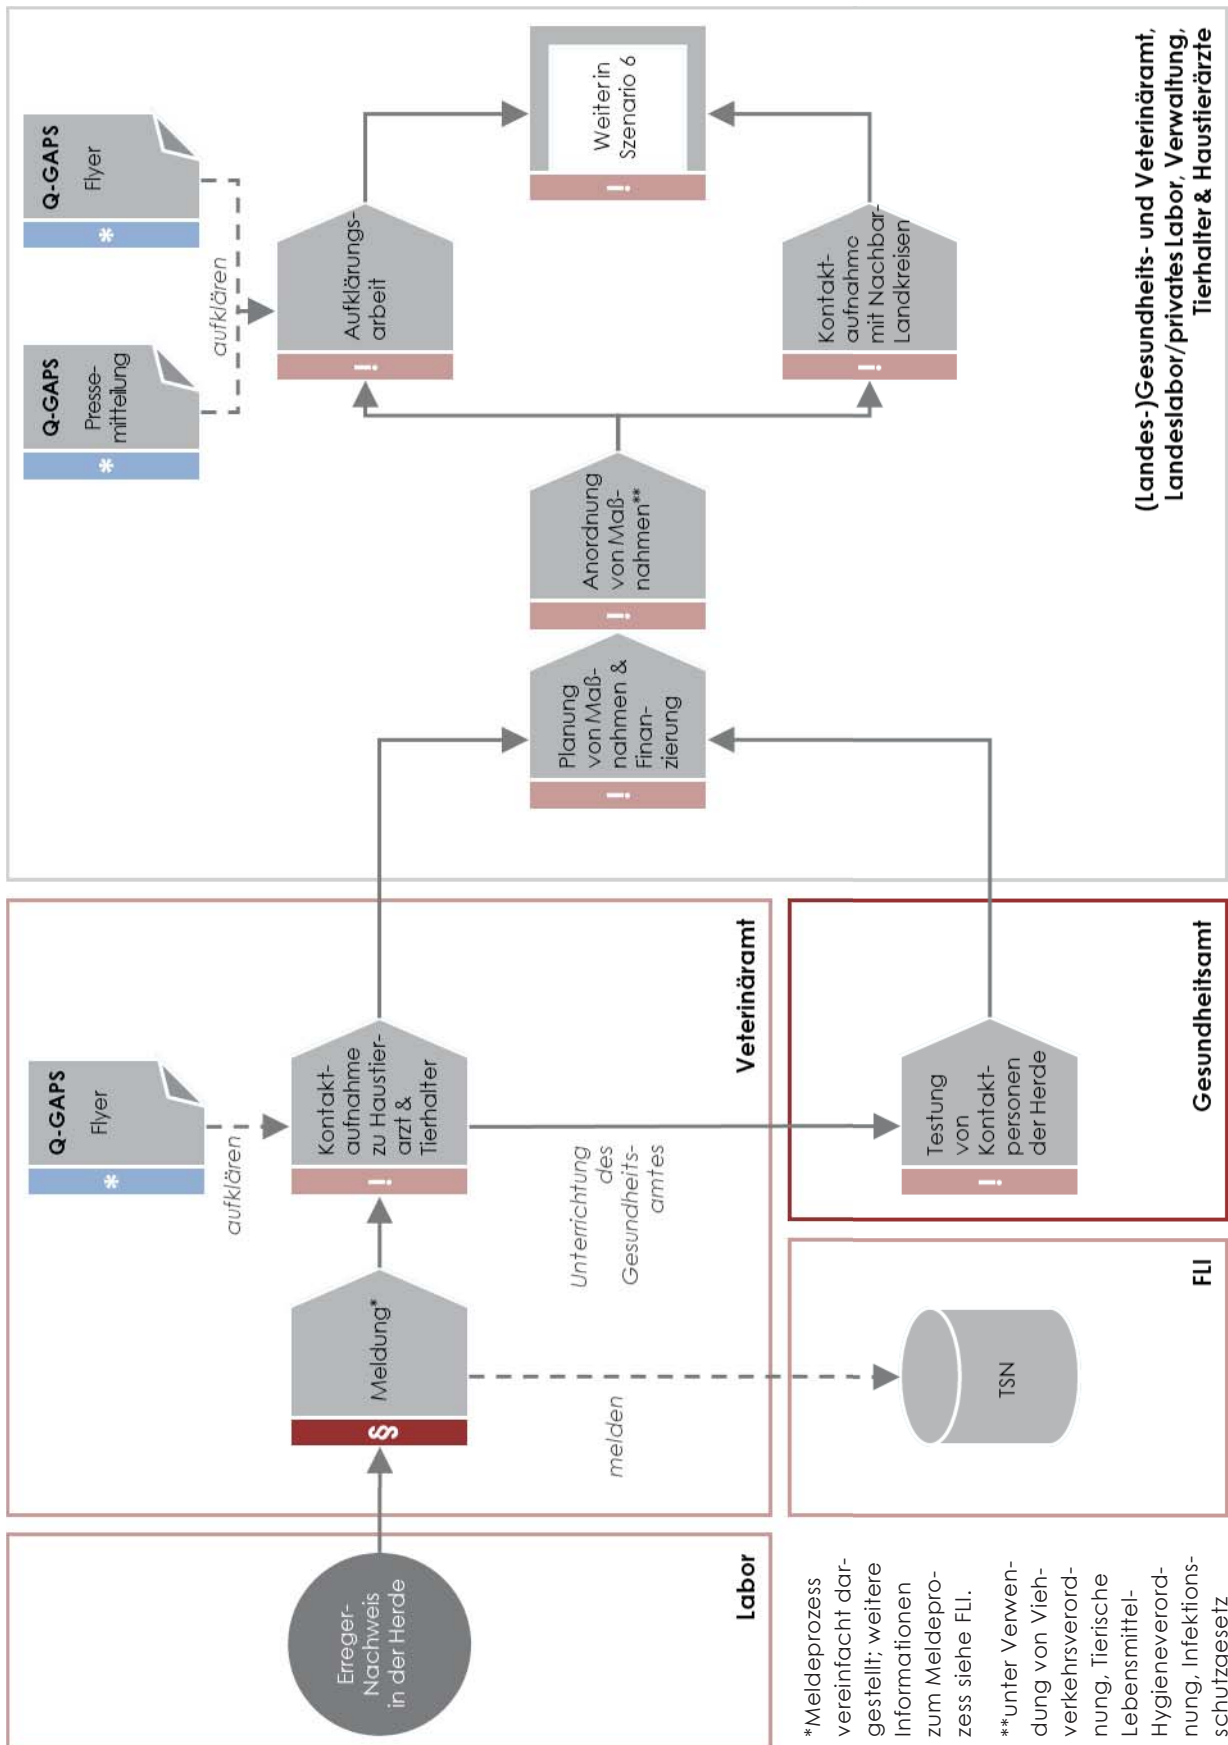 Erreger-
Nachweis
in der Herde
Labor
§
Meldung*
melden
Q-GAPS
Flyer
*
aufklären
Kontakt-
aufnahme
zu Haustier-
arzt &
Tierhalter
i
Unterrichtung
des
Gesundheits-
amtes
Veterinäramt
TSN
FLI
Testung
von
Kontakt-
personen
der Herde
i
Gesundheitsamt
Planung
von Maß-
nahmen &
Finan-
zierung
i
Anordnung
von Maß-
nahmen**
i
Q-GAPS
Presse-
mitteilung
*
Q-GAPS
Flyer
*
aufklären
Aufklärungs-
arbeit
i
Kontakt-
aufnahme
mit Nachbar-
Landkreisen
i
Weiter in
Szenario 6
i
(Landes-)Gesundheits- und Veterinäramt,
Landeslabor/privates Labor, Verwaltung,
Tierhalter & Haustierärzte
*Meldeprozess
vereinfacht dar-
gestellt; weitere
Informationen
zum Meldepro-
zess siehe FLI.
**unter Verwen-
dung von Vieh-
verkehrsverord-
nung, Tierische
Lebensmittel-
Hygieneverord-
nung, Infektions-
schutzgesetz